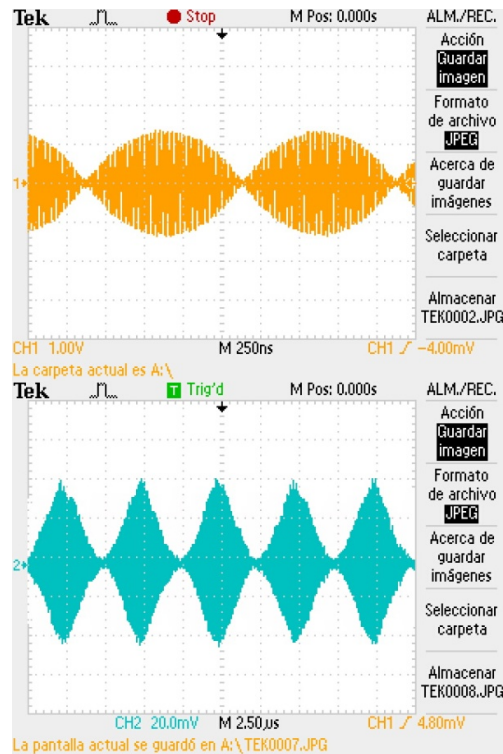 Tek Stop M Pos: 0.000s ALM./REC.
Acción
Guardar
imagen
Formato
de archivo
JPEG
1
Acerca de
guardar
imágenes
Seleccionar
carpeta
Almacenar
TEK0002.JPG
CH1 1.00V M 250ns CH1 -4.00mV
La carpeta actual es A:\
Tek T Trig'd M Pos: 0.000s ALM./REC.
Acción
Guardar
imagen
Formato
de archivo
JPEG
2
Acerca de
guardar
imágenes
Seleccionar
carpeta
Almacenar
TEK0008.JPG
CH2 20.0mV M 2.50µs CH1 4.80mV
La pantalla actual se guardó en A:\TEK0007.JPG